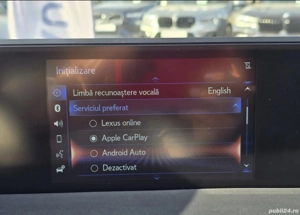 Inițializare
Limbă recunoaștere vocală English
Serviciul preferat
Lexus online
Apple CarPlay
Android Auto
Dezactivat
publi24.ro